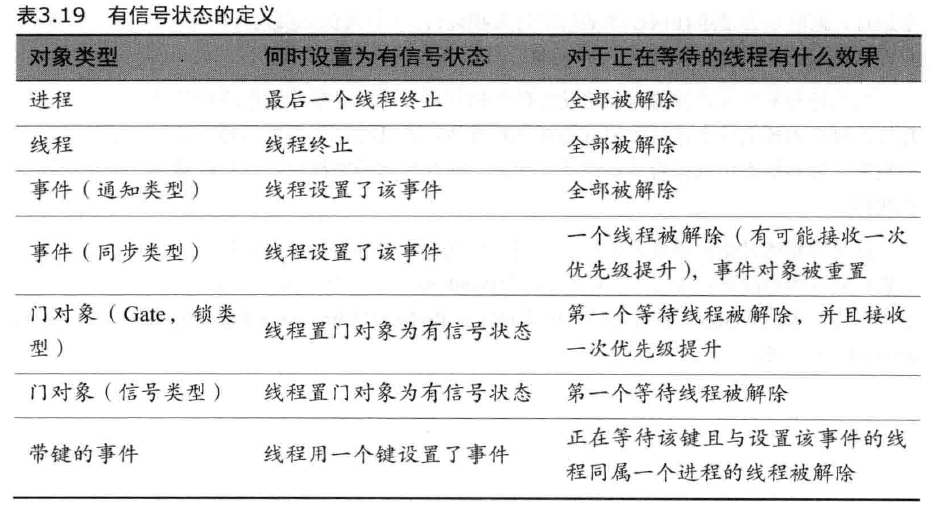 表3.19 有信号状态的定义
对象类型 何时设置为有信号状态 对于正在等待的线程有什么效果
进程 最后一个线程终止 全部被解除
线程 线程终止 全部被解除
事件（通知类型） 线程设置了该事件 全部被解除
事件（同步类型） 线程设置了该事件 一个线程被解除（有可能接收一次
优先级提升），事件对象被重置
门对象（Gate，锁类
型） 线程置门对象为有信号状态 第一个等待线程被解除，并且接收
一次优先级提升
门对象（信号类型） 线程置门对象为有信号状态 第一个等待线程被解除
带键的事件 线程用一个键设置了事件 正在等待该键且与设置该事件的线
程同属一个进程的线程被解除